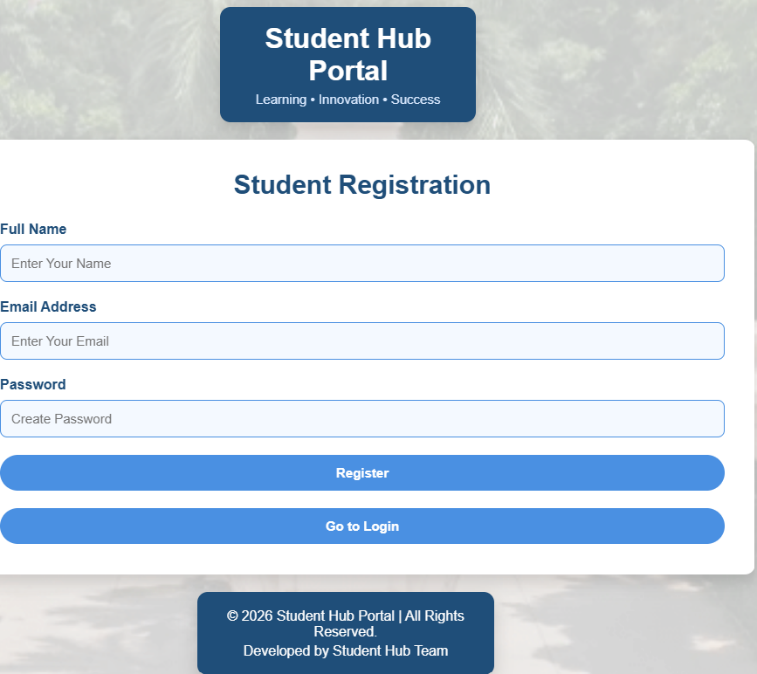 Student Hub
Portal
Learning • Innovation • Success
Student Registration
Full Name
Enter Your Name
Email Address
Enter Your Email
Password
Create Password
Register
Go to Login
© 2026 Student Hub Portal | All Rights
Reserved.
Developed by Student Hub Team